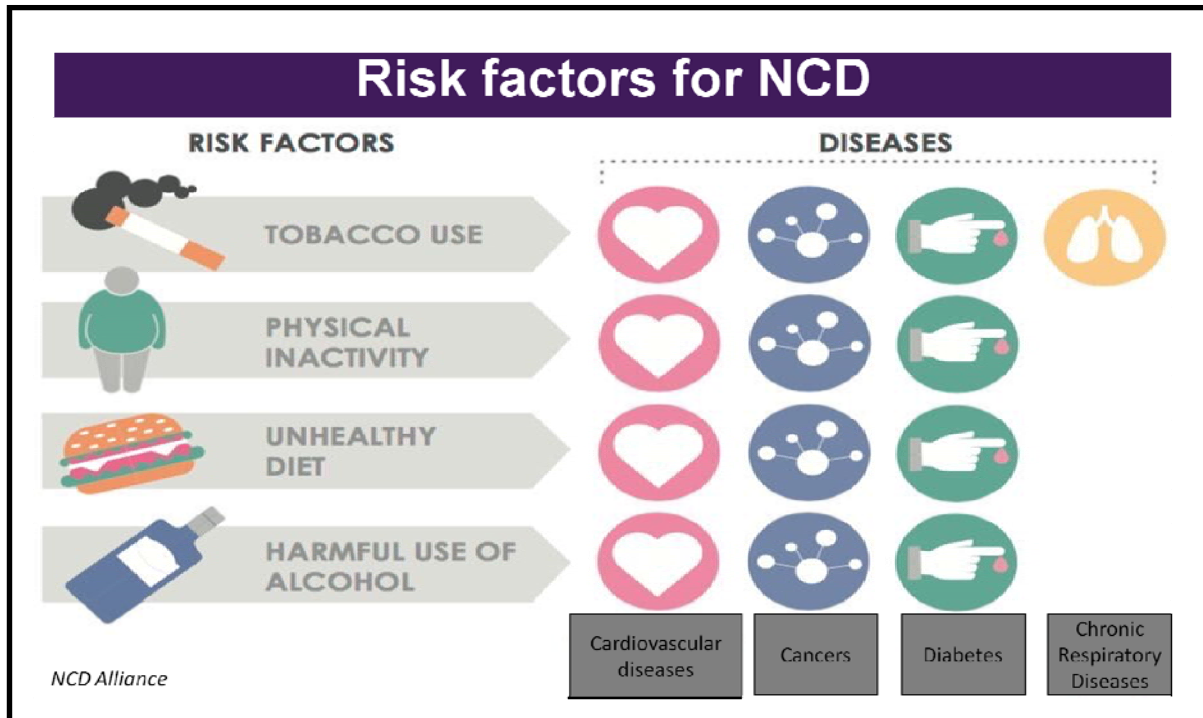 Risk factors for NCD
RISK FACTORS
DISEASES
TOBACCO USE
PHYSICAL
INACTIVITY
UNHEALTHY
DIET
HARMFUL USE OF
ALCOHOL
Cardiovascular
diseases
Cancers
Diabetes
Chronic
Respiratory
Diseases
NCD Alliance